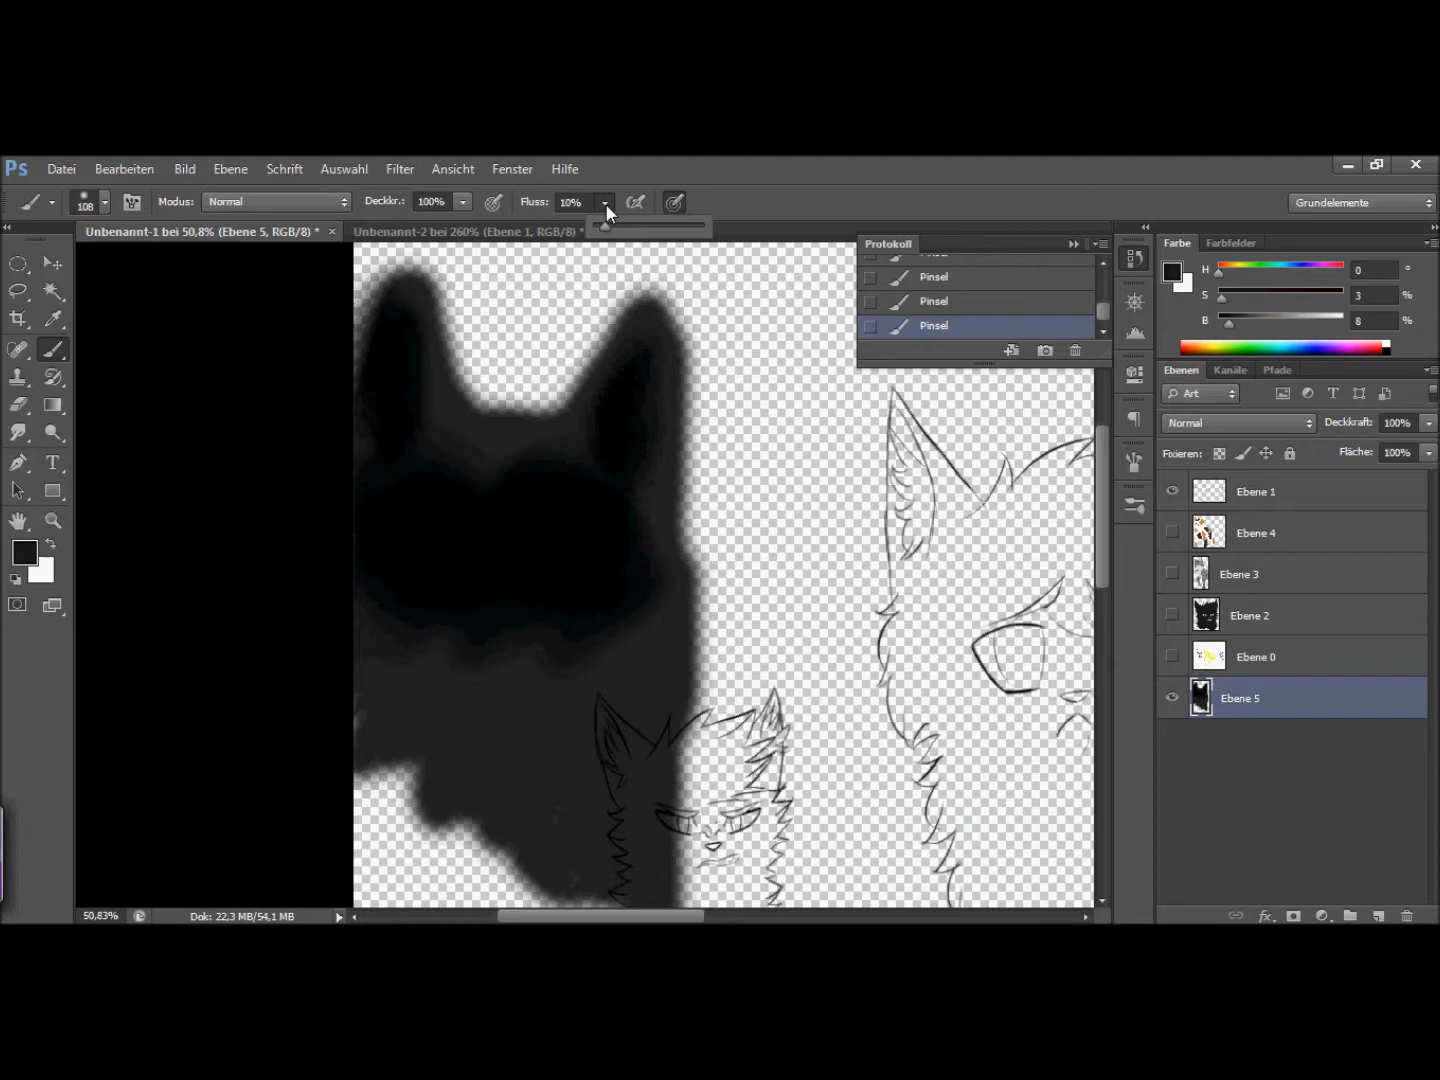 Ps Datei Bearbeiten Bild Ebene Schrift Auswahl Filter Ansicht Fenster Hilfe
108 Modus: Normal Deckkr.: 100% Fluss: 10% Grundelemente
Unbenannt-1 bei 50,8% (Ebene 5, RGB/8) * × Unbenannt-2 bei 260% (Ebene 1, RGB/8) *
Protokoll
Pinsel
Pinsel
Pinsel
Farbe Farbfelder
H 0 °
S 3 %
B 8 %
Ebenen Kanäle Pfade
Art
Normal Deckkraft: 100%
Fixieren: Fläche: 100%
Ebene 1
Ebene 4
Ebene 3
Ebene 2
Ebene 0
Ebene 5
50,83% Dok: 22,3 MB/54,1 MB
fx